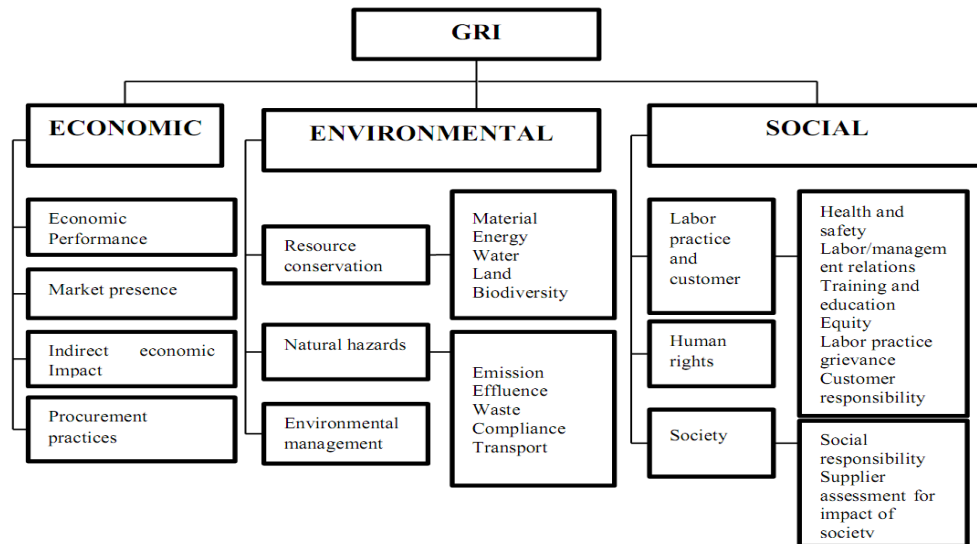 GRI
ECONOMIC
ENVIRONMENTAL
SOCIAL
Economic
Performance
Market presence
Indirect economic
Impact
Procurement
practices
Resource
conservation
Natural hazards
Environmental
management
Material
Energy
Water
Land
Biodiversity
Emission
Effluence
Waste
Compliance
Transport
Labor
practice
and
customer
Human
rights
Society
Health and
safety
Labor/managem
ent relations
Training and
education
Equity
Labor practice
grievance
Customer
responsibility
Social
responsibility
Supplier
assessment for
impact of
society